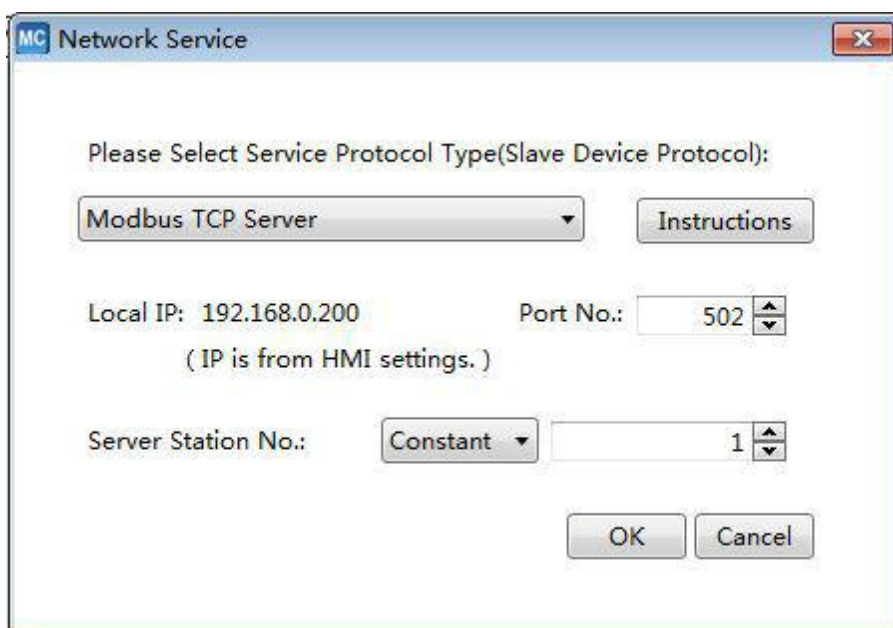 MC Network Service
Please Select Service Protocol Type(Slave Device Protocol):
Modbus TCP Server Instructions
Local IP: 192.168.0.200 Port No.: 502
( IP is from HMI settings. )
Server Station No.: Constant 1
OK Cancel